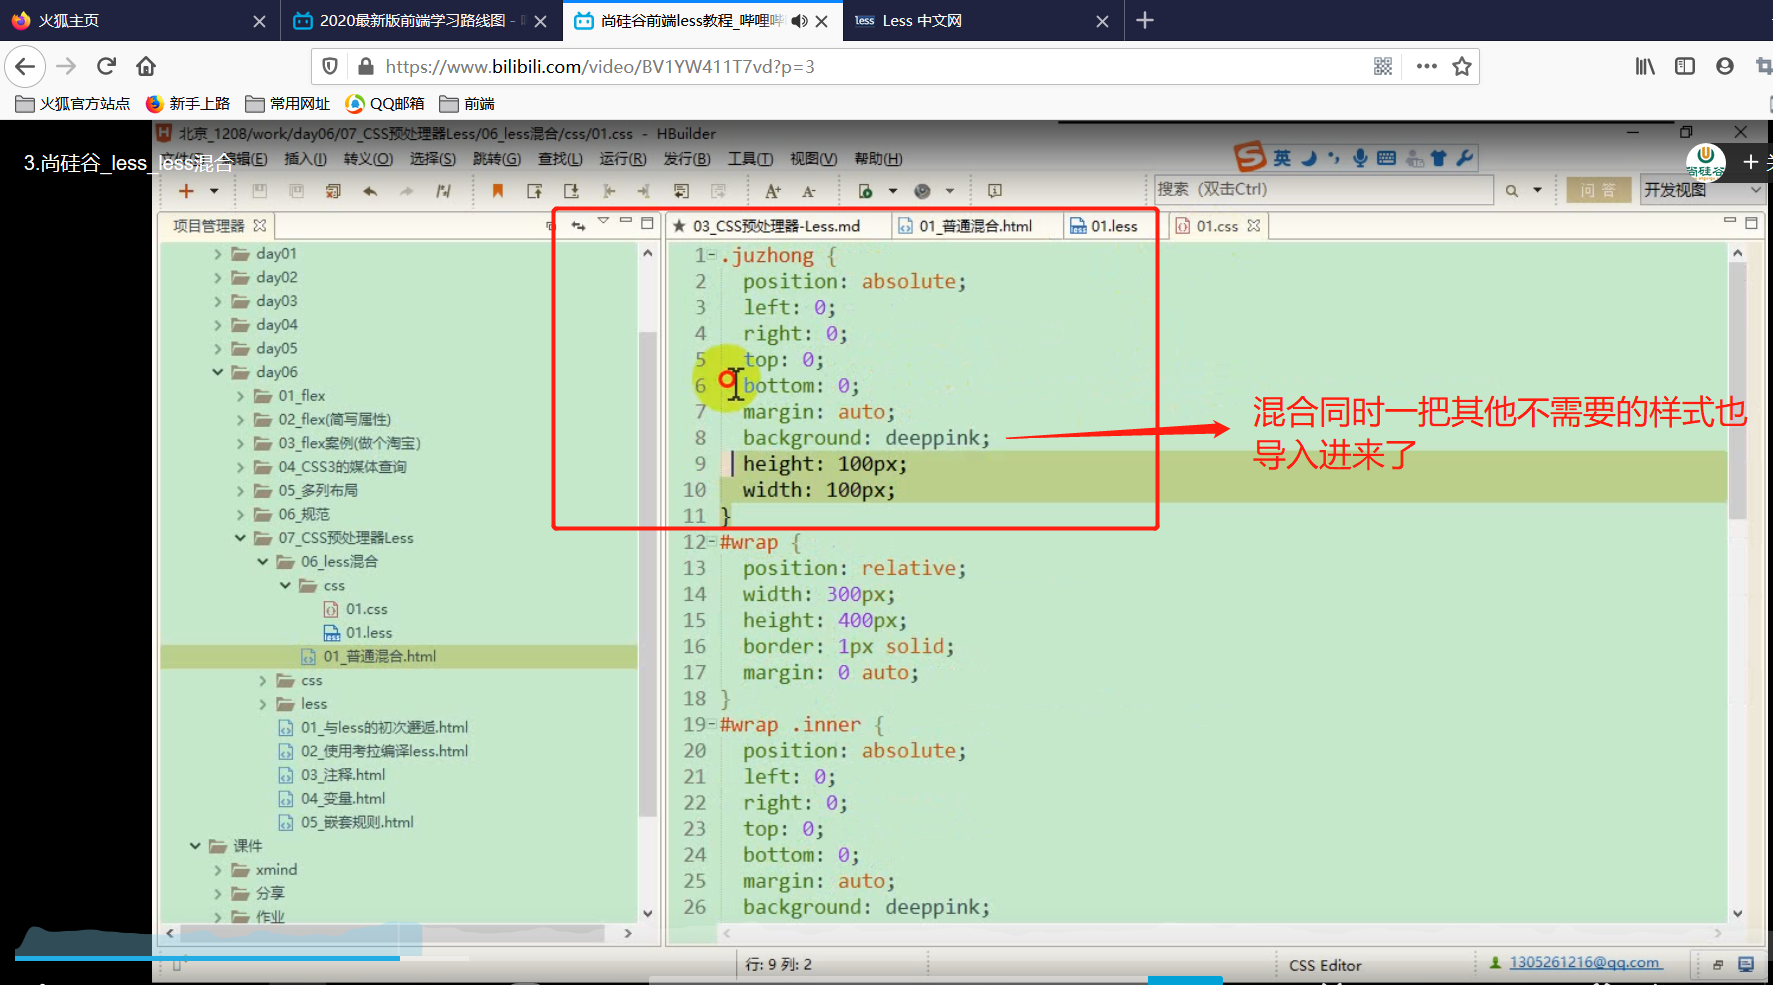 火狐主页
2020最新版前端学习路线图 -
尚硅谷前端less教程_哔哩哔
less Less 中文网
https://www.bilibili.com/video/BV1YW411T7vd?p=3
火狐官方站点
新手上路
常用网址
QQ邮箱
前端
北京_1208/work/day06/07_CSS预处理器Less/06_less混合/css/01.css - HBuilder
3.尚硅谷_less_less混合
编辑(E) 插入(I) 转义(O) 选择(S) 跳转(G) 查找(L) 运行(R) 发行(B) 工具(T) 视图(V) 帮助(H)
英
尚硅谷
搜索 (双击Ctrl)
问答
开发视图
项目管理器
03_CSS预处理器-Less.md
01_普通混合.html
01.less
01.css
day01
day02
day03
day04
day05
day06
01_flex
02_flex(简写属性)
03_flex案例(做个淘宝)
04_CSS3的媒体查询
05_多列布局
06_规范
07_CSS预处理器Less
06_less混合
css
01.css
01.less
01_普通混合.html
css
less
01_与less的初次邂逅.html
02_使用考拉编译less.html
03_注释.html
04_变量.html
05_嵌套规则.html
课件
xmind
分享
作业
1 .juzhong {
2 position: absolute;
3 left: 0;
4 right: 0;
5 top: 0;
6 bottom: 0;
7 margin: auto;
8 background: deeppink;
9 height: 100px;
10 width: 100px;
11 }
12 #wrap {
13 position: relative;
14 width: 300px;
15 height: 400px;
16 border: 1px solid;
17 margin: 0 auto;
18 }
19 #wrap .inner {
20 position: absolute;
21 left: 0;
22 right: 0;
23 top: 0;
24 bottom: 0;
25 margin: auto;
26 background: deeppink;
混合同时一把其他不需要的样式也
导入进来了
行: 9 列: 2
CSS Editor
1305261216@qq.com